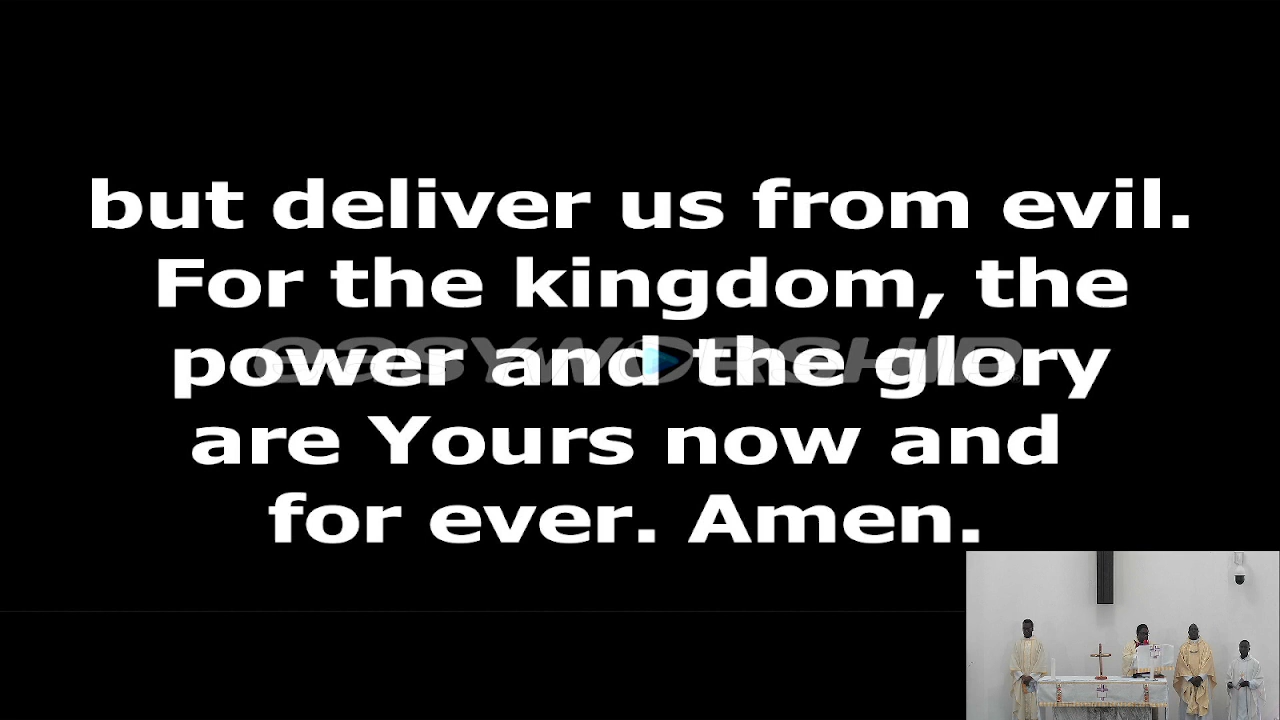 but deliver us from evil.
For the kingdom, the
power and the glory
are Yours now and
for ever. Amen.
easyworship